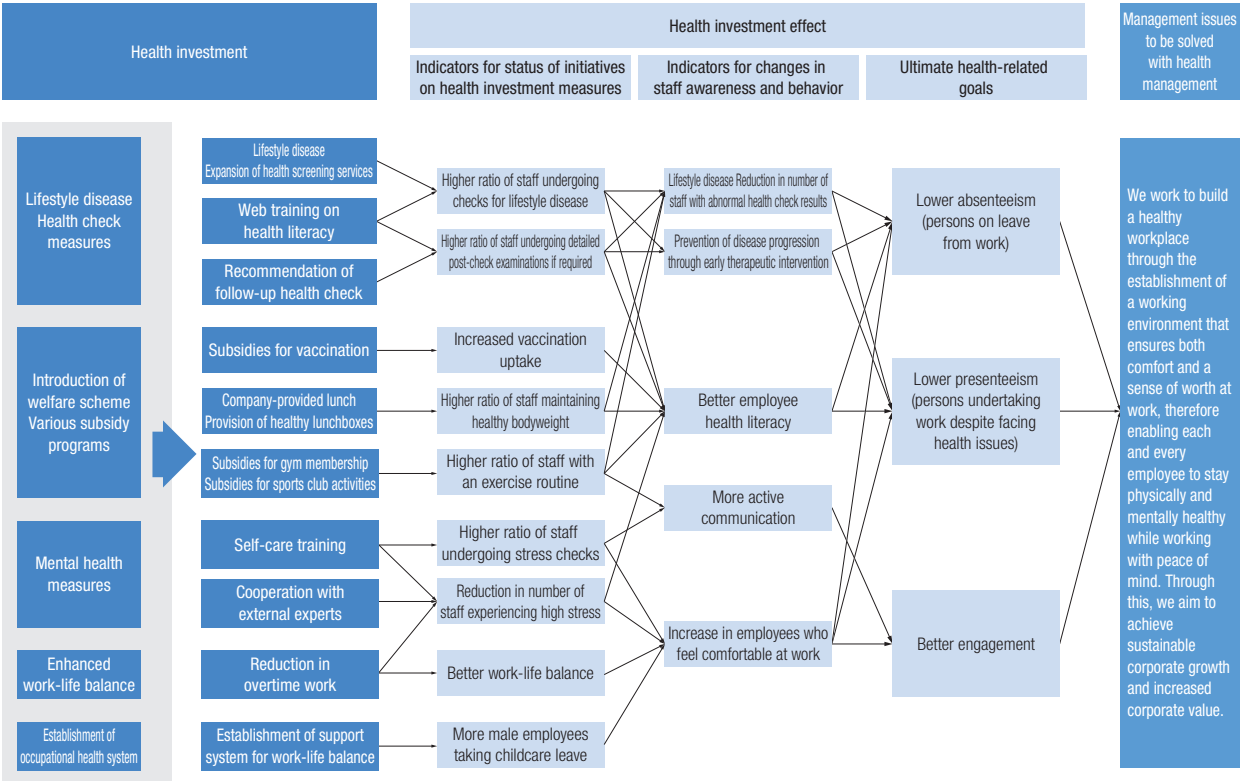 Health investment
Health investment effect
Indicators for status of initiatives
on health investment measures
Indicators for changes in
staff awareness and behavior
Ultimate health-related
goals
Management issues
to be solved
with health
management
Lifestyle disease
Health check
measures
Introduction of
welfare scheme
Various subsidy
programs
Mental health
measures
Enhanced
work-life balance
Establishment of
occupational health system
Lifestyle disease
Expansion of health screening services
Web training on
health literacy
Recommendation of
follow-up health check
Subsidies for vaccination
Company-provided lunch
Provision of healthy lunchboxes
Subsidies for gym membership
Subsidies for sports club activities
Self-care training
Cooperation with
external experts
Reduction in
overtime work
Establishment of support
system for work-life balance
Higher ratio of staff undergoing
checks for lifestyle disease
Higher ratio of staff undergoing detailed
post-check examinations if required
Increased vaccination
uptake
Higher ratio of staff maintaining
healthy bodyweight
Higher ratio of staff with
an exercise routine
Higher ratio of staff
undergoing stress checks
Reduction in number of
staff experiencing high stress
Better work-life balance
More male employees
taking childcare leave
Lifestyle disease Reduction in number of
staff with abnormal health check results
Prevention of disease progression
through early therapeutic intervention
Better employee
health literacy
More active
communication
Increase in employees who
feel comfortable at work
Lower absenteeism
(persons on leave
from work)
Lower presenteeism
(persons undertaking
work despite facing
health issues)
Better engagement
We work to build
a healthy
workplace
through the
establishment of
a working
environment that
ensures both
comfort and a
sense of worth at
work, therefore
enabling each
and every
employee to stay
physically and
mentally healthy
while working
with peace of
mind. Through
this, we aim to
achieve
sustainable
corporate growth
and increased
corporate value.